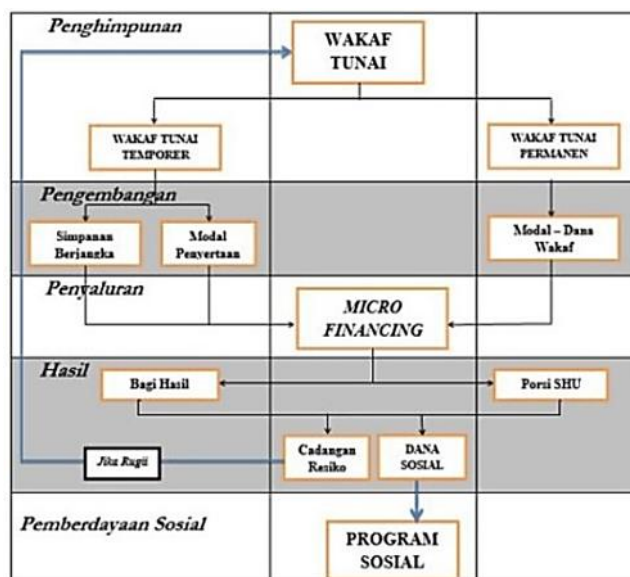 Penghimpunan
WAKAF
TUNAI
WAKAF TUNAI
TEMPORER
WAKAF TUNAI
PERMANEN
Pengembangan
Simpanan
Berjangka
Modal
Penyertaan
Modal – Dana
Wakaf
Penyaluran
MICRO
FINANCING
Hasil
Bagi Hasil
Porsi SHU
Jika Rugii
Cadangan
Resiko
DANA
SOSIAL
Pemberdayaan Sosial
PROGRAM
SOSIAL